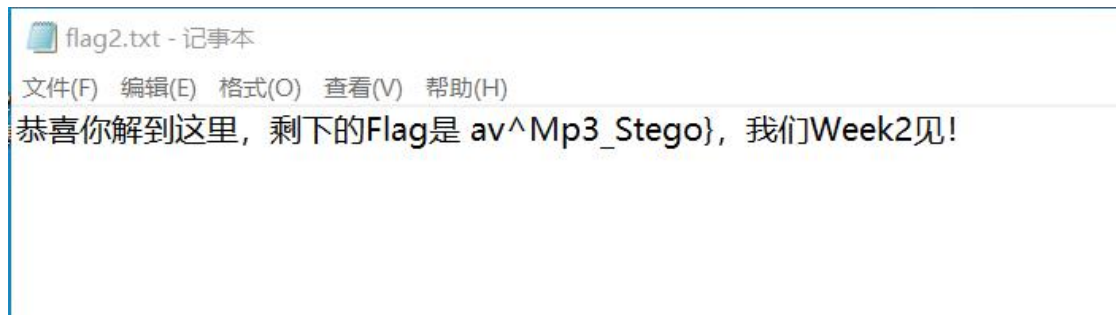 flag2.txt - 记事本
文件(F) 编辑(E) 格式(O) 查看(V) 帮助(H)
恭喜你解到这里，剩下的Flag是 av^Mp3_Stego}，我们Week2见！